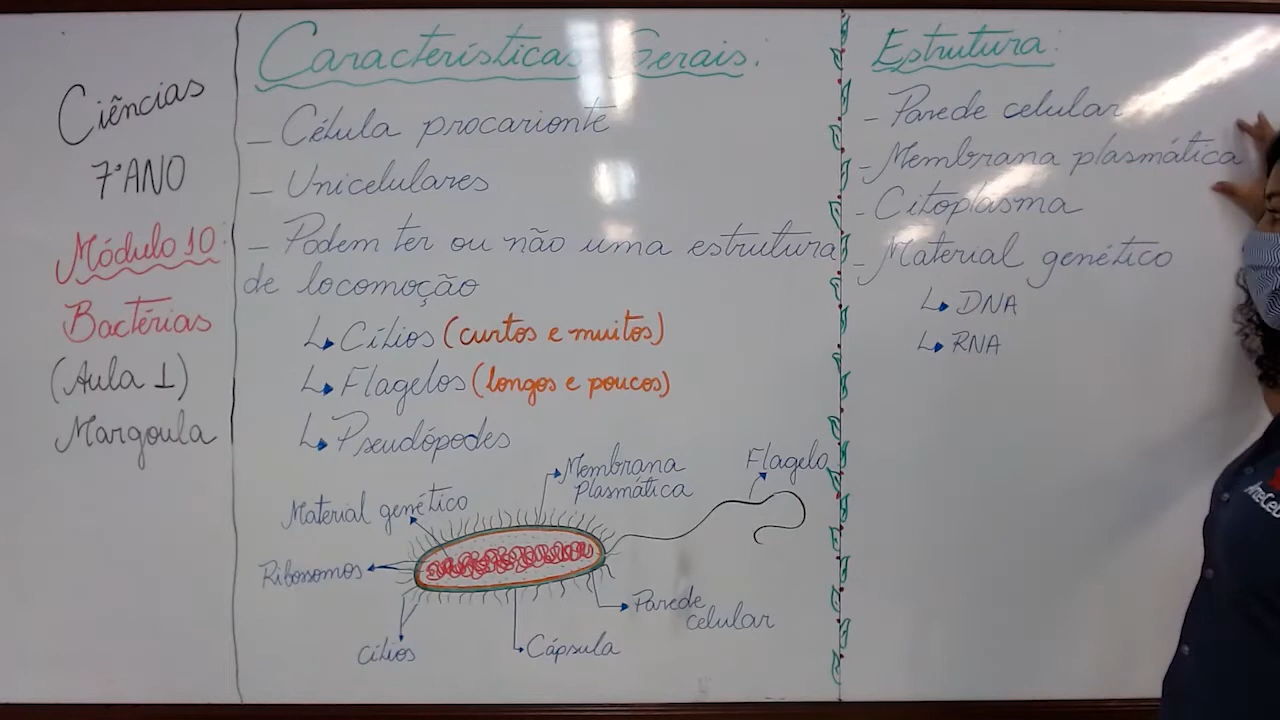 Ciências
7º ANO
Módulo 10:
Bactérias
(Aula 1)
Margoula
Características Gerais:
- Célula procarionte
- Unicelulares
- Podem ter ou não uma estrutura
de locomoção
↳ Cílios (curtos e muitos)
↳ Flagelos (longos e poucos)
↳ Pseudópodes
Membrana
Plasmática
Flagelo
Material genético
Ribossomos
Cílios
Cápsula
Parede
celular
Estrutura:
- Parede celular
- Membrana plasmática
- Citoplasma
- Material genético
↳ DNA
↳ RNA